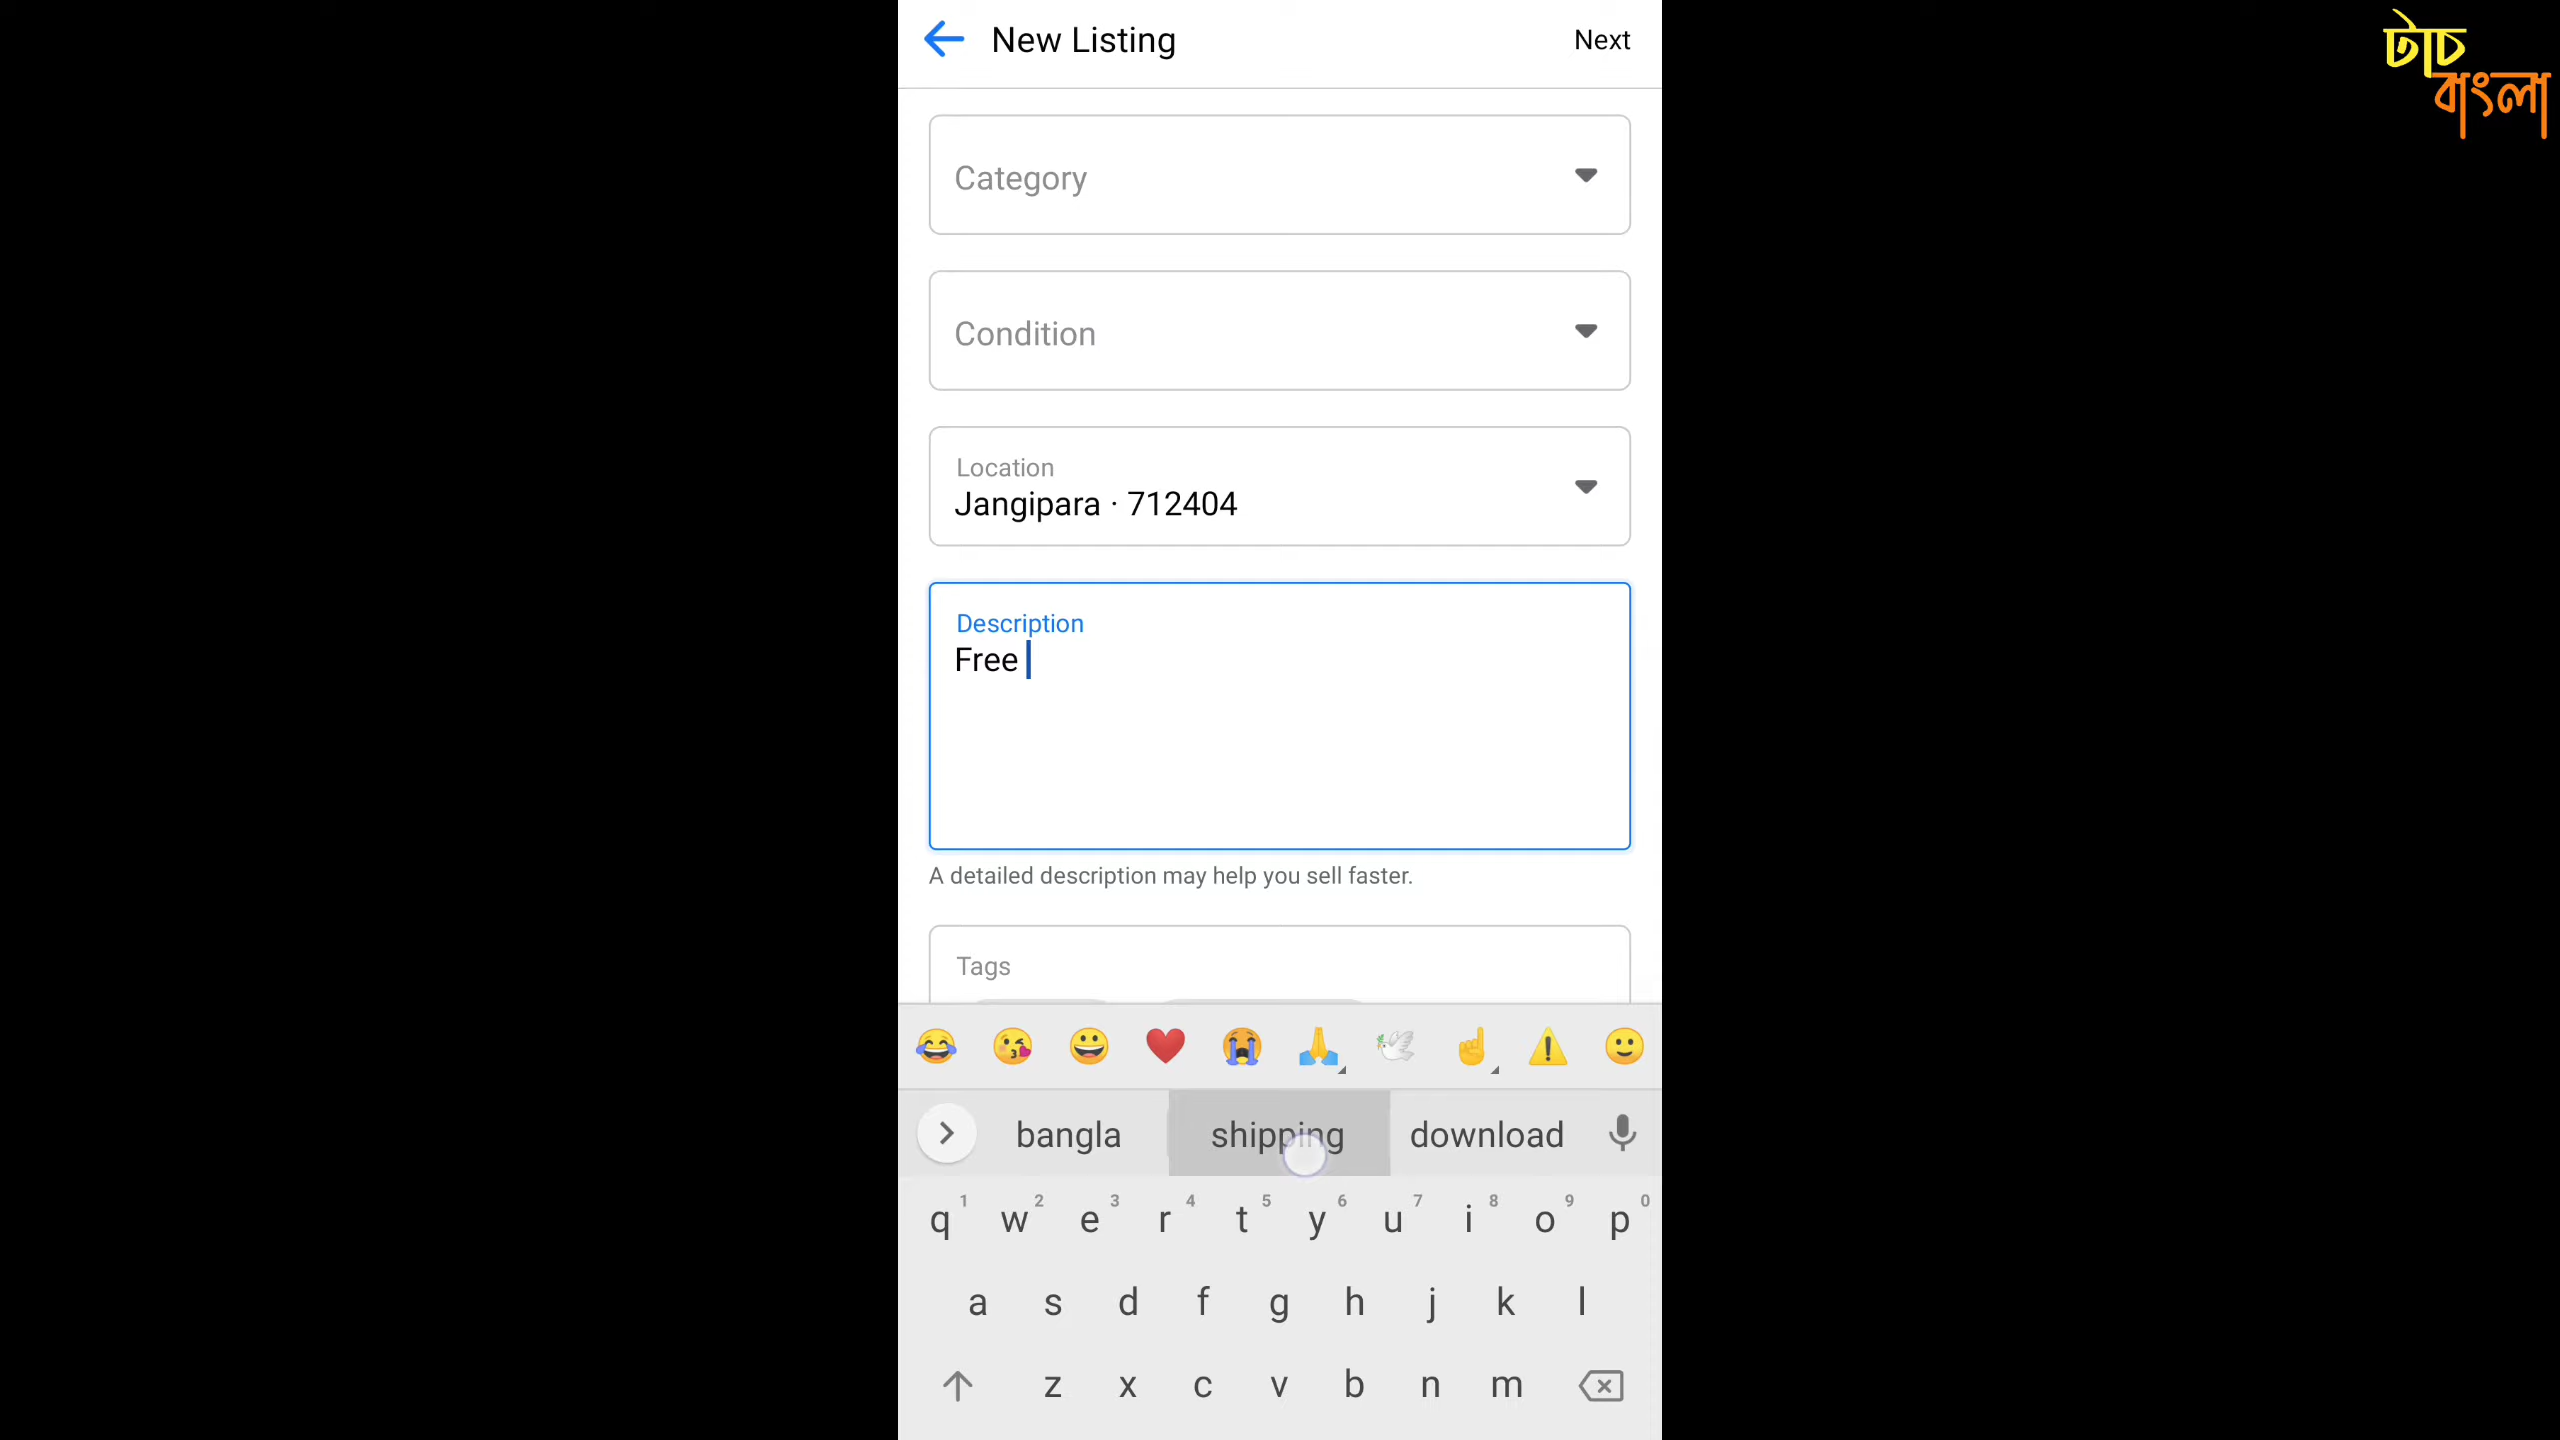 New Listing
Next
টাচ
বাংলা
Category
Condition
Location
Jangipara · 712404
Description
Free
A detailed description may help you sell faster.
Tags
bangla shipping download
q 1 w 2 e 3 r 4 t 5 y 6 u 7 i 8 o 9 p 0
a s d f g h j k l
z x c v b n m